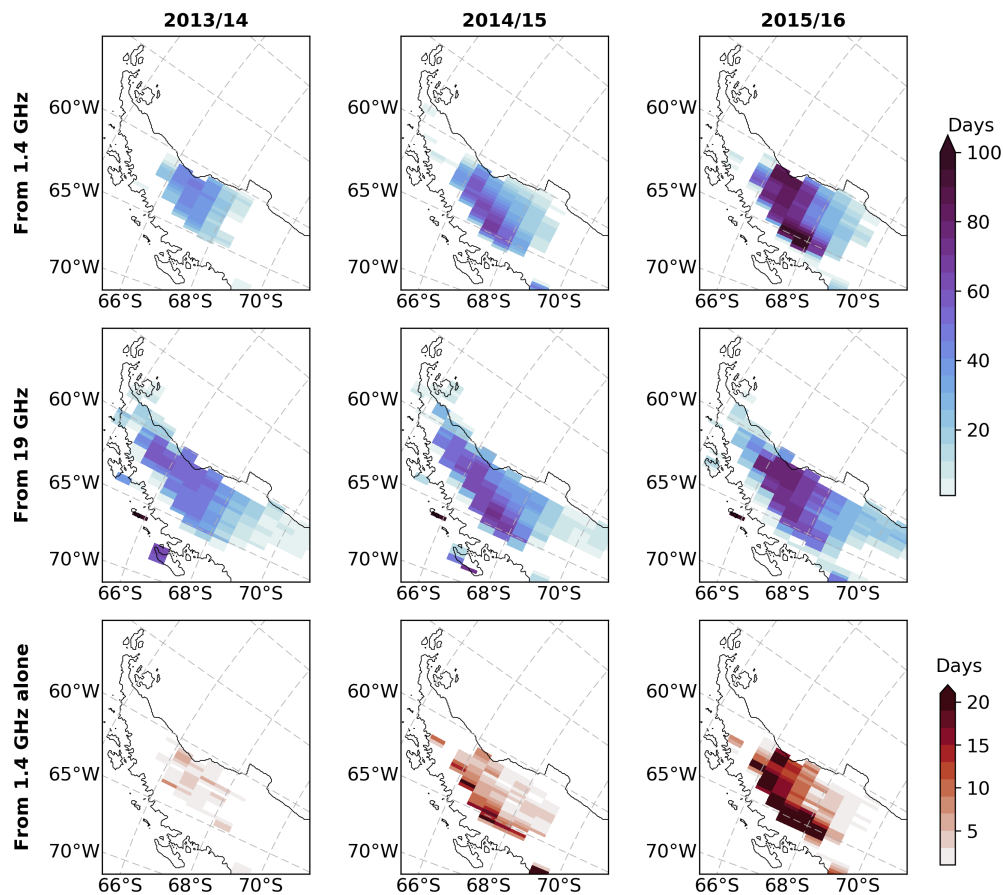 2013/14 2014/15 2015/16
From 1.4 GHz
60°W 60°W 60°W
65°W 65°W 65°W
70°W 70°W 70°W
66°S 68°S 70°S 66°S 68°S 70°S 66°S 68°S 70°S
Days
100
80
60
40
20
From 19 GHz
60°W 60°W 60°W
65°W 65°W 65°W
70°W 70°W 70°W
66°S 68°S 70°S 66°S 68°S 70°S 66°S 68°S 70°S
From 1.4 GHz alone
60°W 60°W 60°W
65°W 65°W 65°W
70°W 70°W 70°W
66°S 68°S 70°S 66°S 68°S 70°S 66°S 68°S 70°S
Days
20
15
10
5